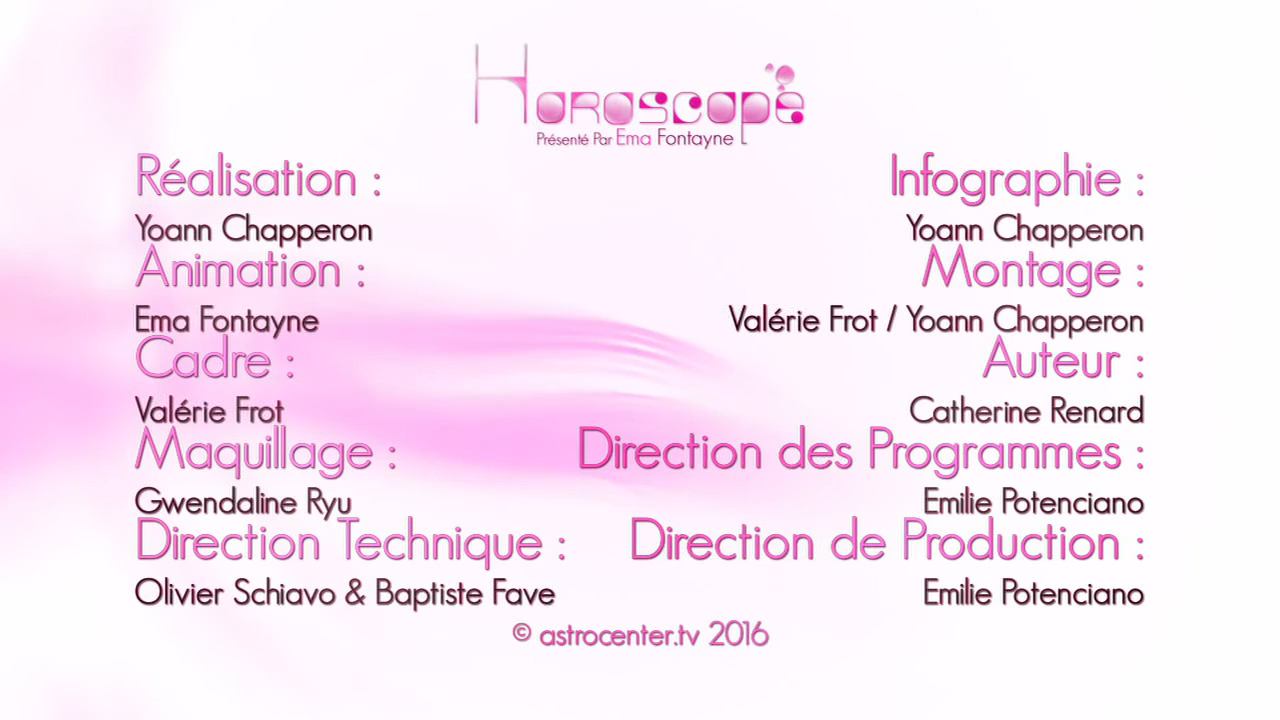 Horoscope
Présenté Par Ema Fontayne
Réalisation :
Yoann Chapperon
Animation :
Ema Fontayne
Cadre :
Valérie Frot
Maquillage :
Gwendaline Ryu
Direction Technique :
Olivier Schiavo & Baptiste Fave
Infographie :
Yoann Chapperon
Montage :
Valérie Frot / Yoann Chapperon
Auteur :
Catherine Renard
Direction des Programmes :
Emilie Potenciano
Direction de Production :
Emilie Potenciano
© astrocenter.tv 2016